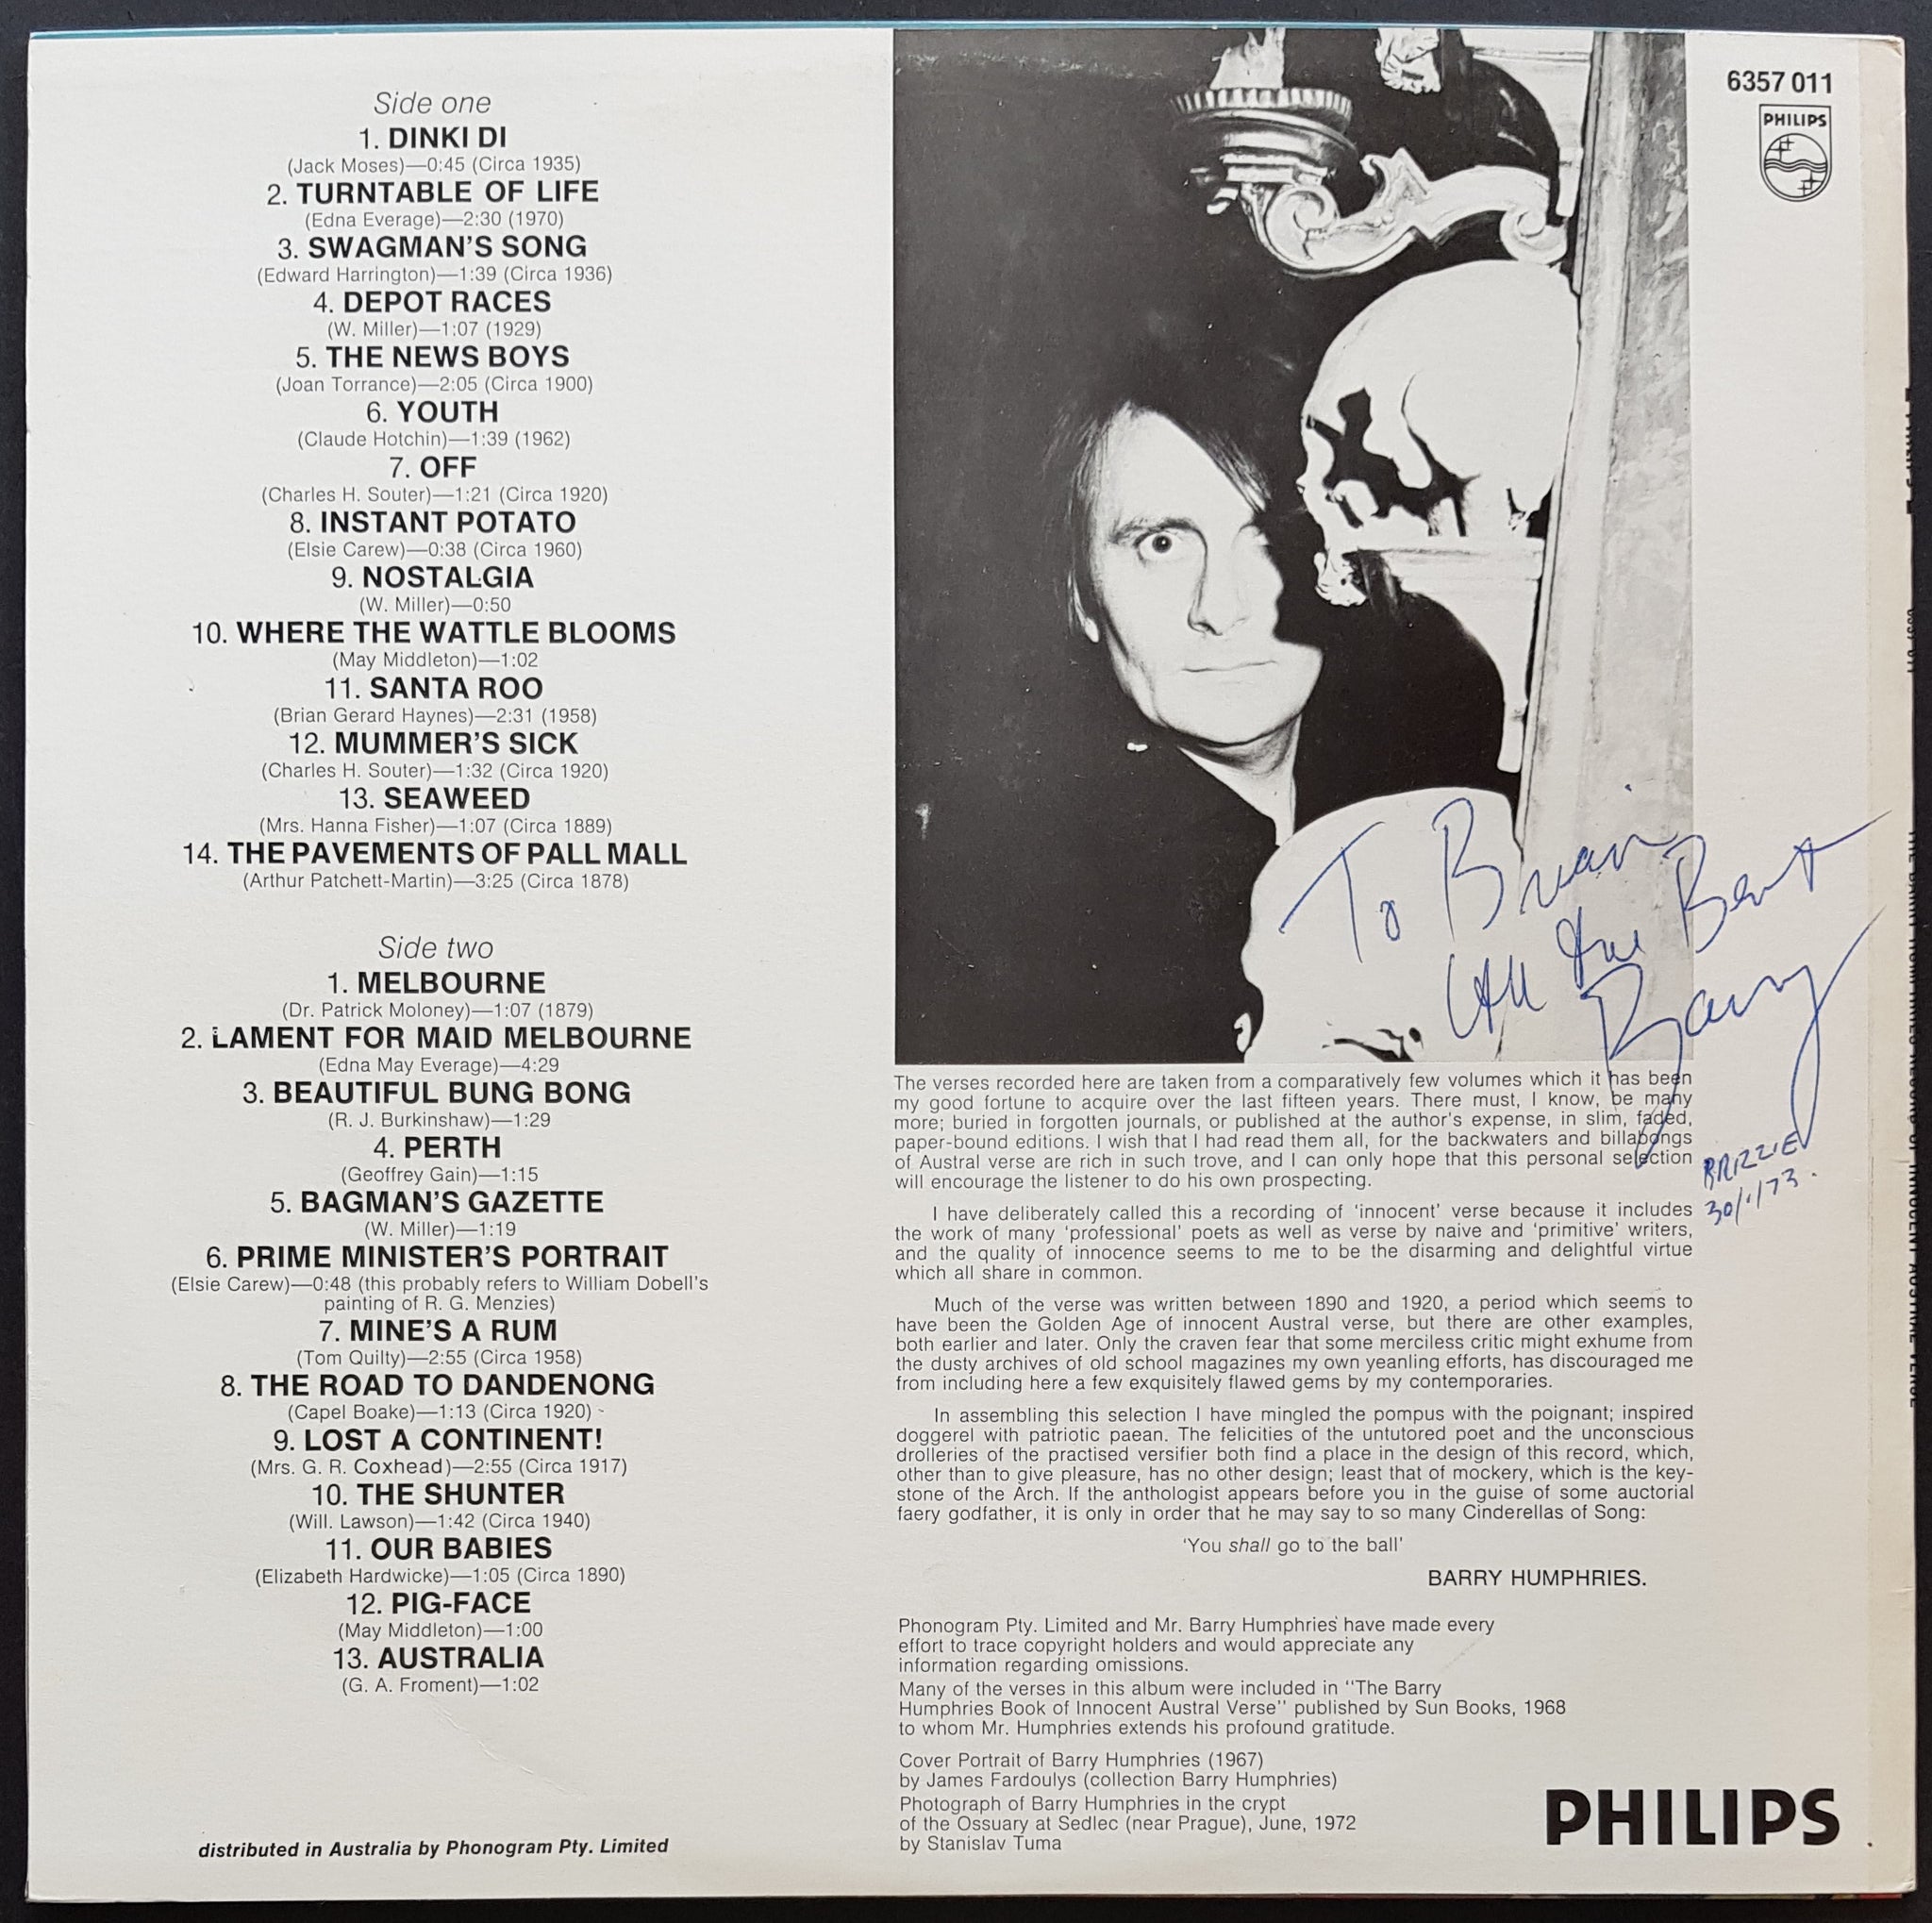 Side one
1. DINKI DI
(Jack Moses)—0:45 (Circa 1935)
2. TURNTABLE OF LIFE
(Edna Everage)—2:30 (1970)
3. SWAGMAN'S SONG
(Edward Harrington)—1:39 (Circa 1936)
4. DEPOT RACES
(W. Miller)—1:07 (1929)
5. THE NEWS BOYS
(Joan Torrance)—2:05 (Circa 1900)
6. YOUTH
(Claude Hotchin)—1:39 (1962)
7. OFF
(Charles H. Souter)—1:21 (Circa 1920)
8. INSTANT POTATO
(Elsie Carew)—0:38 (Circa 1960)
9. NOSTALGIA
(W. Miller)—0:50
10. WHERE THE WATTLE BLOOMS
(May Middleton)—1:02
11. SANTA ROO
(Brian Gerard Haynes)—2:31 (1958)
12. MUMMER'S SICK
(Charles H. Souter)—1:32 (Circa 1920)
13. SEAWEED
(Mrs. Hanna Fisher)—1:07 (Circa 1889)
14. THE PAVEMENTS OF PALL MALL
(Arthur Patchett-Martin)—3:25 (Circa 1878)
Side two
1. MELBOURNE
(Dr. Patrick Moloney)—1:07 (1879)
2. LAMENT FOR MAID MELBOURNE
(Edna May Everage)—4:29
3. BEAUTIFUL BUNG BONG
(R. J. Burkinshaw)—1:29
4. PERTH
(Geoffrey Gain)—1:15
5. BAGMAN'S GAZETTE
(W. Miller)—1:19
6. PRIME MINISTER'S PORTRAIT
(Elsie Carew)—0:48 (this probably refers to William Dobell's
painting of R. G. Menzies)
7. MINE'S A RUM
(Tom Quilty)—2:55 (Circa 1958)
8. THE ROAD TO DANDENONG
(Capel Boake)—1:13 (Circa 1920)
9. LOST A CONTINENT!
(Mrs. G. R. Coxhead)—2:55 (Circa 1917)
10. THE SHUNTER
(Will. Lawson)—1:42 (Circa 1940)
11. OUR BABIES
(Elizabeth Hardwicke)—1:05 (Circa 1890)
12. PIG-FACE
(May Middleton)—1:00
13. AUSTRALIA
(G. A. Froment)—1:02
distributed in Australia by Phonogram Pty. Limited
6357 011
PHILIPS
To Brian
All the Best
Barry
BRIZZIE
30/1/73.
The verses recorded here are taken from a comparatively few volumes which it has been
my good fortune to acquire over the last fifteen years. There must, I know, be many
more; buried in forgotten journals, or published at the author's expense, in slim, faded,
paper-bound editions. I wish that I had read them all, for the backwaters and billabongs
of Austral verse are rich in such trove, and I can only hope that this personal selection
will encourage the listener to do his own prospecting.
I have deliberately called this a recording of 'innocent' verse because it includes
the work of many 'professional' poets as well as verse by naive and 'primitive' writers,
and the quality of innocence seems to me to be the disarming and delightful virtue
which all share in common.
Much of the verse was written between 1890 and 1920, a period which seems to
have been the Golden Age of innocent Austral verse, but there are other examples,
both earlier and later. Only the craven fear that some merciless critic might exhume from
the dusty archives of old school magazines my own yeanling efforts, has discouraged me
from including here a few exquisitely flawed gems by my contemporaries.
In assembling this selection I have mingled the pompus with the poignant; inspired
doggerel with patriotic paean. The felicities of the untutored poet and the unconscious
drolleries of the practised versifier both find a place in the design of this record, which,
other than to give pleasure, has no other design; least that of mockery, which is the key-
stone of the Arch. If the anthologist appears before you in the guise of some auctorial
faery godfather, it is only in order that he may say to so many Cinderellas of Song:
'You shall go to the ball'
BARRY HUMPHRIES.
Phonogram Pty. Limited and Mr. Barry Humphries have made every
effort to trace copyright holders and would appreciate any
information regarding omissions.
Many of the verses in this album were included in "The Barry
Humphries Book of Innocent Austral Verse" published by Sun Books, 1968
to whom Mr. Humphries extends his profound gratitude.
Cover Portrait of Barry Humphries (1967)
by James Fardoulys (collection Barry Humphries)
Photograph of Barry Humphries in the crypt
of the Ossuary at Sedlec (near Prague), June, 1972
by Stanislav Tuma
PHILIPS